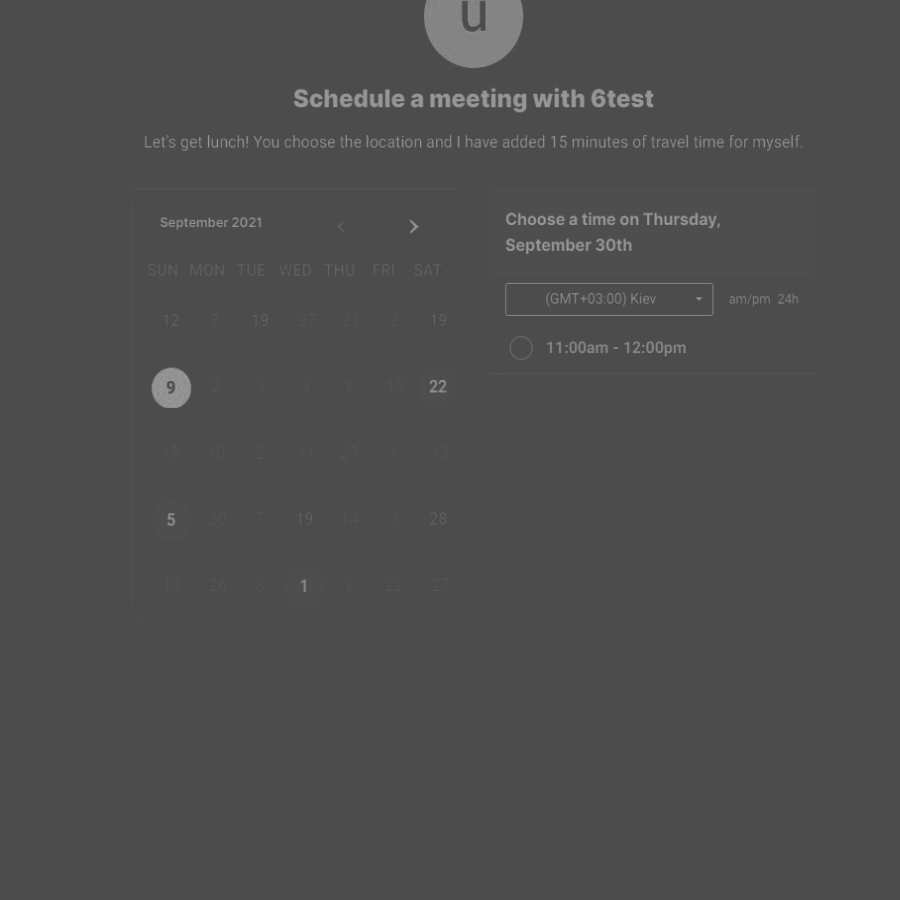 u
Schedule a meeting with 6test
Let's get lunch! You choose the location and I have added 15 minutes of travel time for myself.
September 2021
SUN MON TUE WED THU FRI SAT
12 7 19 27 21 2 19
9 2 3 8 10 22
15 10 2 11 29 1 13
5 30 7 19 14 6 28
26 8 1 8 22 27
Choose a time on Thursday,
September 30th
(GMT+03:00) Kiev am/pm 24h
11:00am - 12:00pm